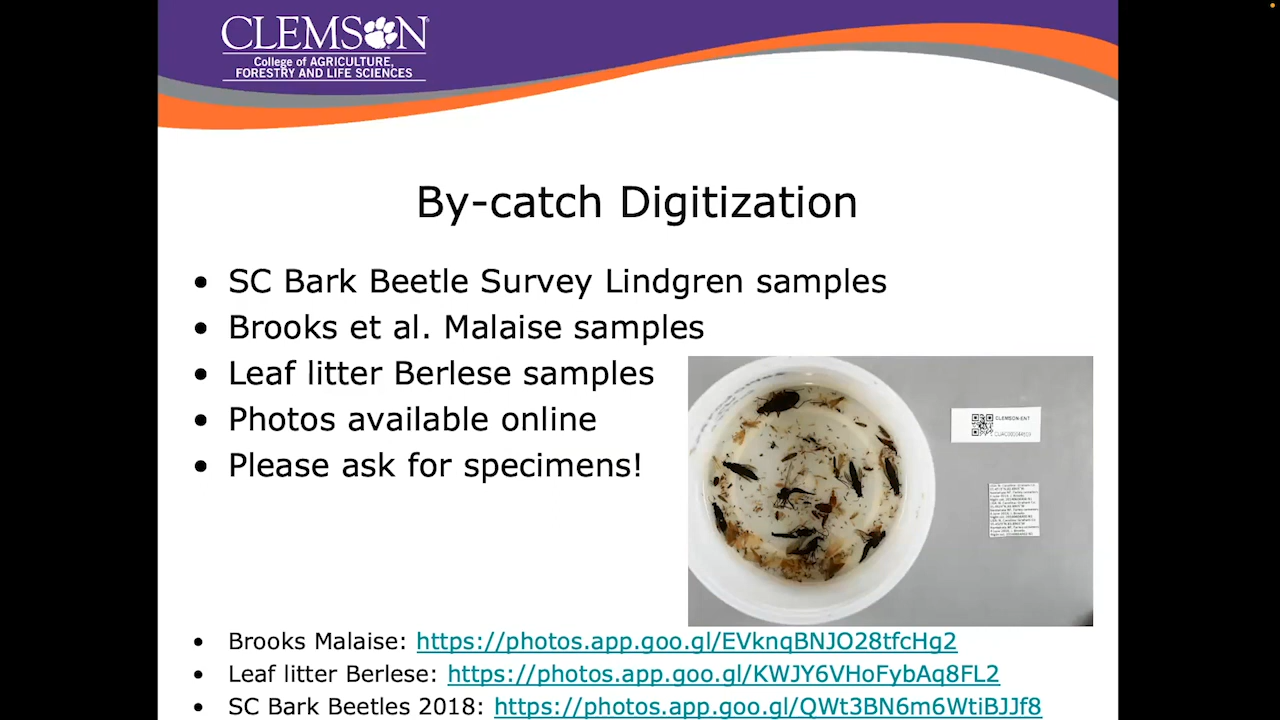 CLEMSON
College of AGRICULTURE,
FORESTRY AND LIFE SCIENCES
By-catch Digitization
• SC Bark Beetle Survey Lindgren samples
• Brooks et al. Malaise samples
• Leaf litter Berlese samples
• Photos available online
• Please ask for specimens!
CLEMSON-ENT
• Brooks Malaise: https://photos.app.goo.gl/EVknqBNJO28tfcHg2
• Leaf litter Berlese: https://photos.app.goo.gl/KWJY6VHoFybAq8FL2
• SC Bark Beetles 2018: https://photos.app.goo.gl/QWt3BN6m6WtiBJJf8